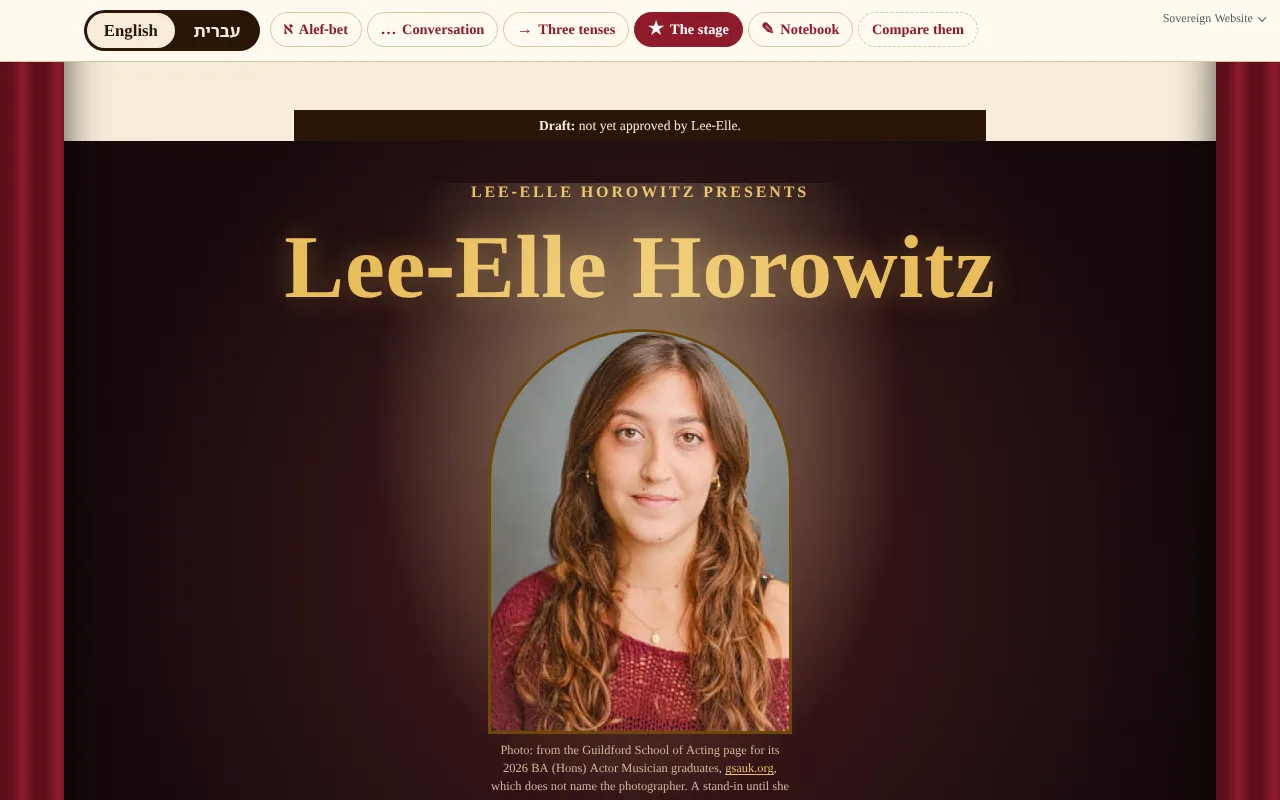 English
עברית
א Alef-bet
… Conversation
→ Three tenses
★ The stage
✎ Notebook
Compare them
Sovereign Website
Draft: not yet approved by Lee-Elle.
LEE-ELLE HOROWITZ PRESENTS
Lee-Elle Horowitz
Photo: from the Guildford School of Acting page for its
2026 BA (Hons) Actor Musician graduates, gsauk.org,
which does not name the photographer. A stand-in until she